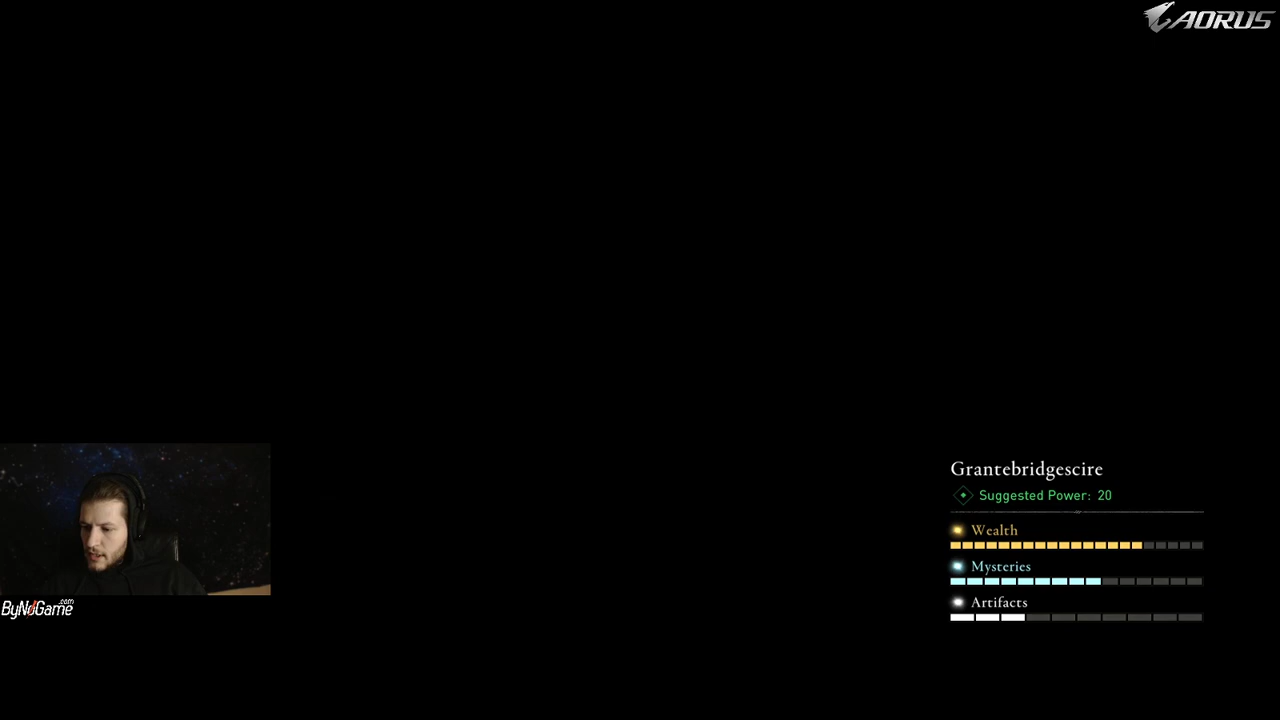 AORUS
Grantebridgescire
Suggested Power: 20
Wealth
Mysteries
Artifacts
ByNoGame
.com